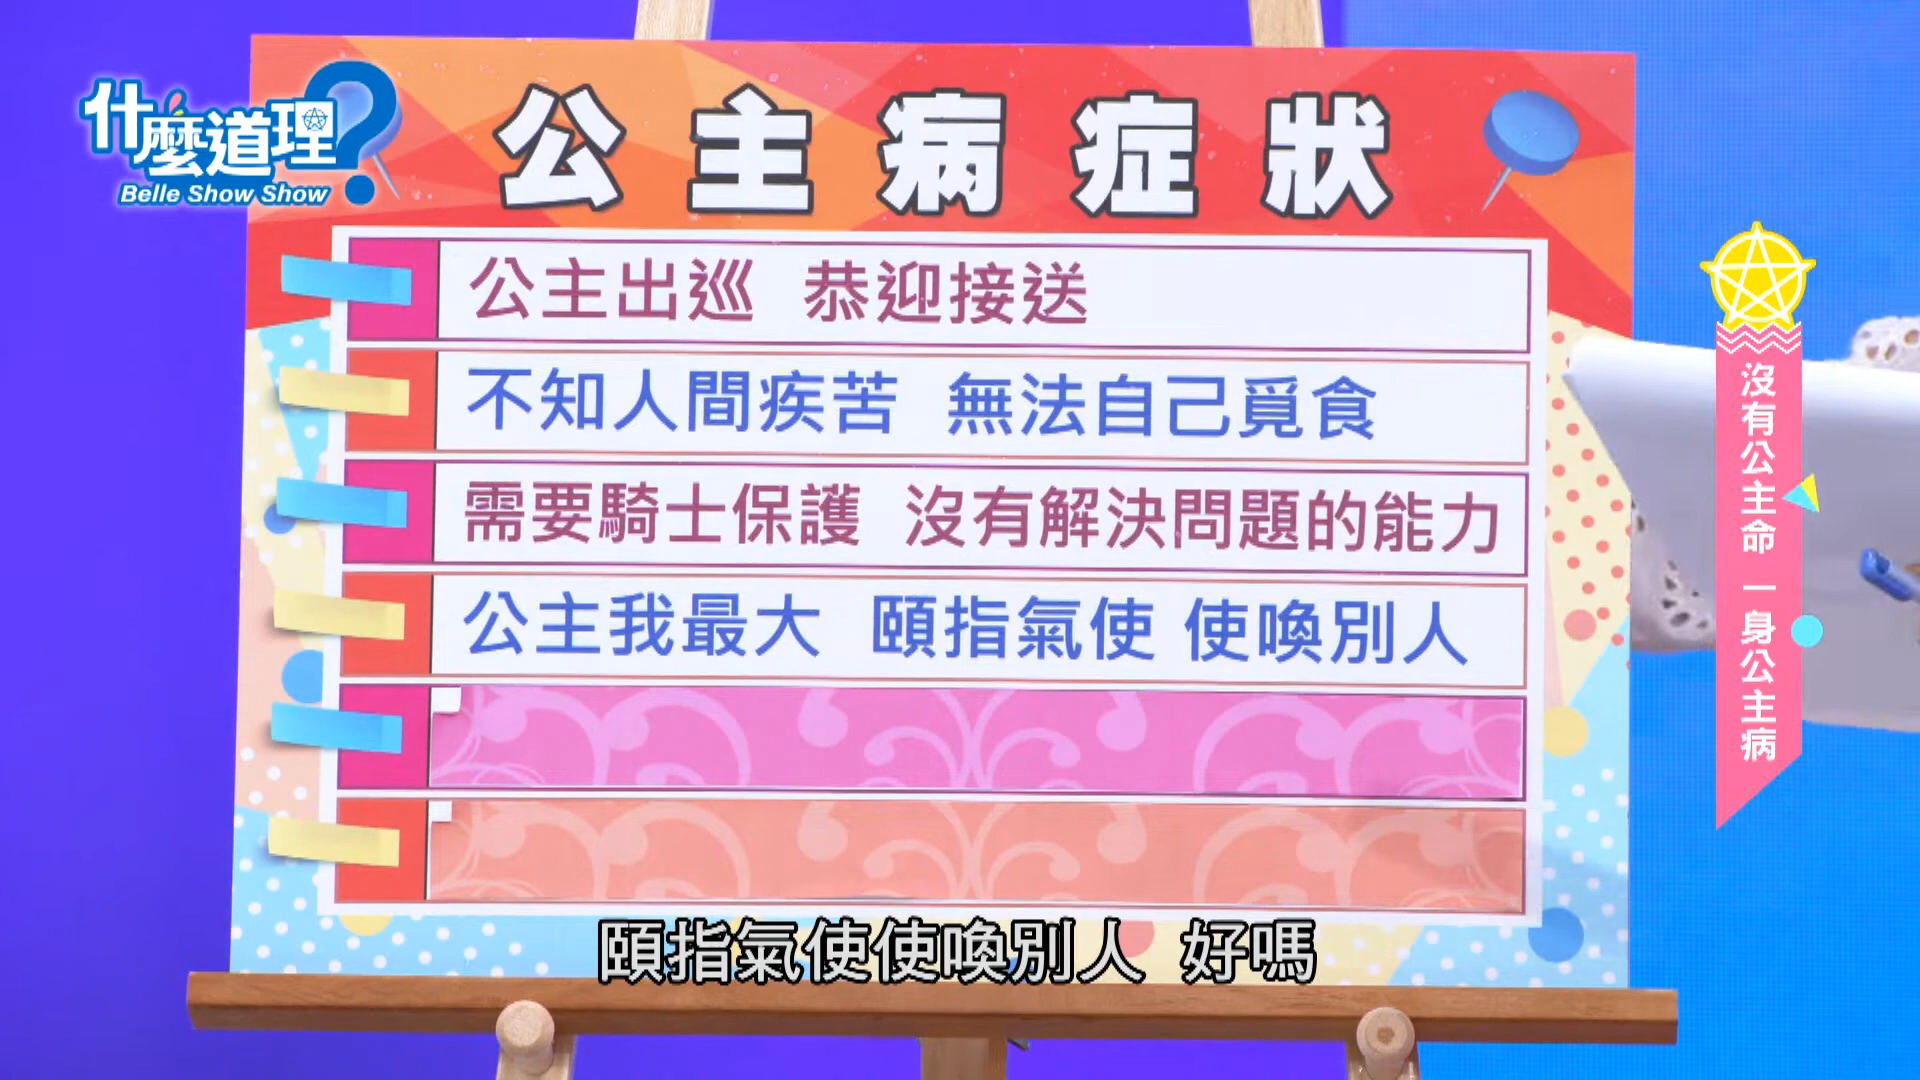 什麼道理?
Belle Show Show
公主病症狀
公主出巡 恭迎接送
不知人間疾苦 無法自己覓食
需要騎士保護 沒有解決問題的能力
公主我最大 頤指氣使 使喚別人
沒有公主命 一身公主病
頤指氣使使喚別人 好嗎